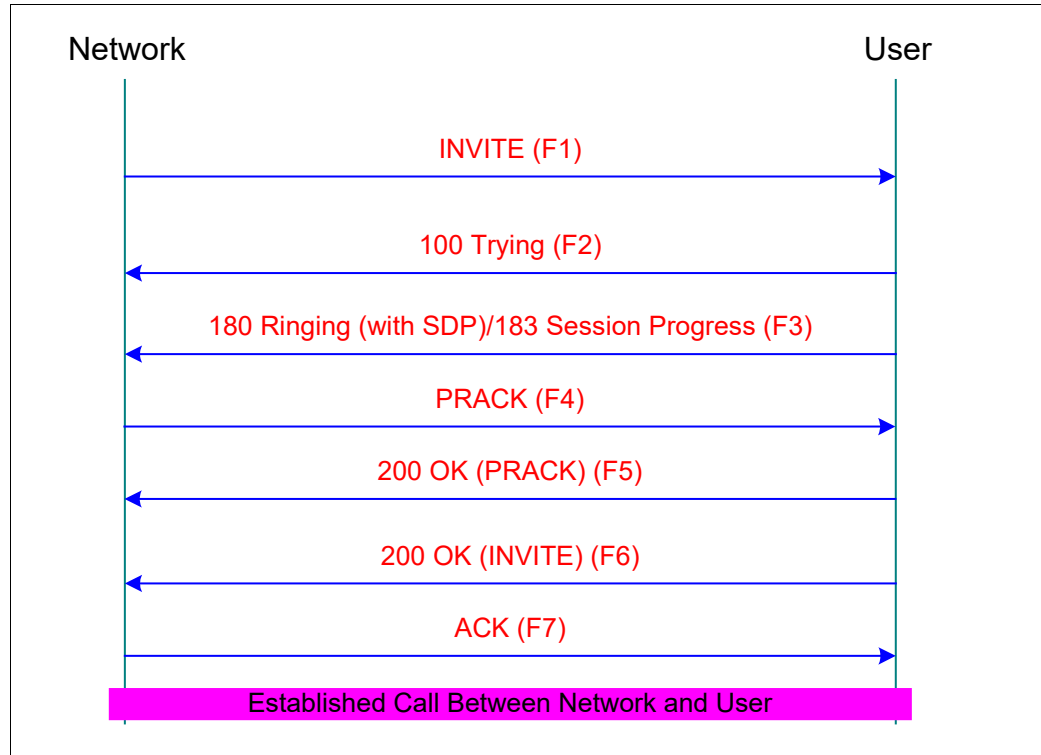 Network
User
INVITE (F1)
100 Trying (F2)
180 Ringing (with SDP)/183 Session Progress (F3)
PRACK (F4)
200 OK (PRACK) (F5)
200 OK (INVITE) (F6)
ACK (F7)
Established Call Between Network and User